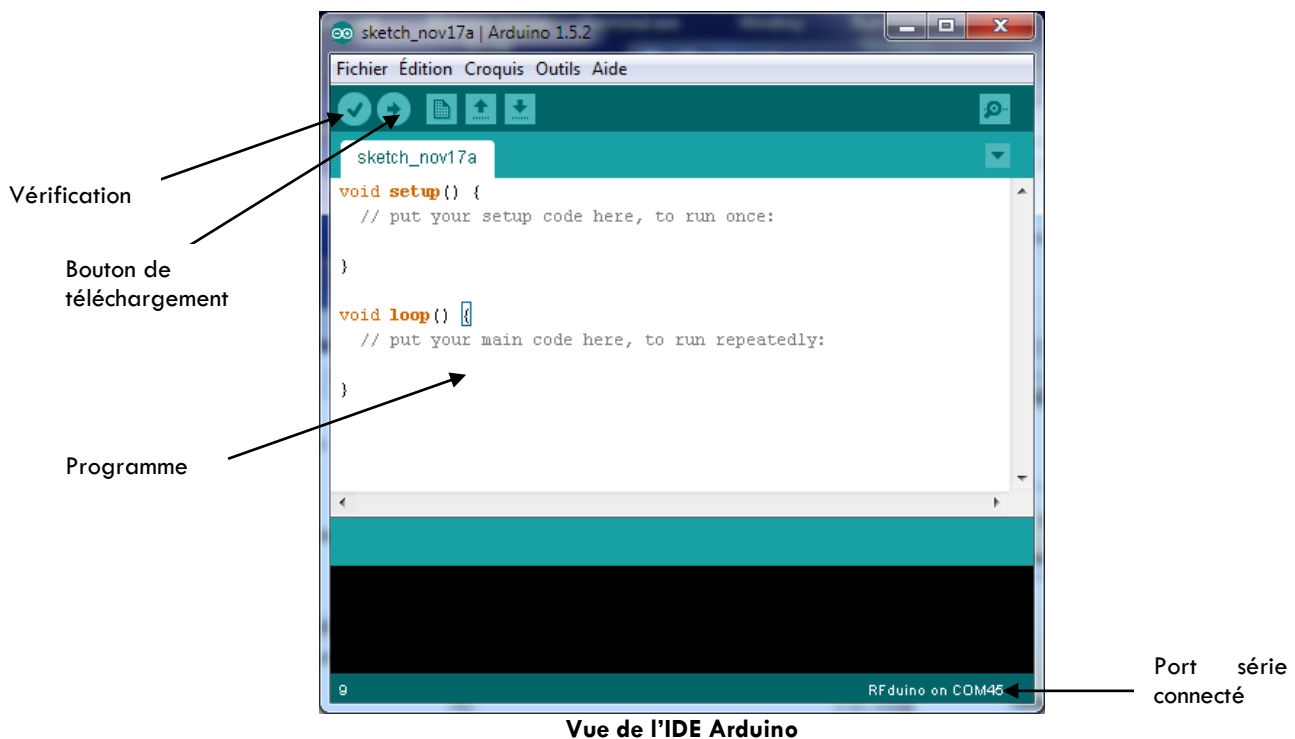 sketch_nov17a | Arduino 1.5.2
Fichier Édition Croquis Outils Aide
sketch_nov17a
Vérification
void setup() {
// put your setup code here, to run once:
Bouton de
téléchargement
}
void loop() {
// put your main code here, to run repeatedly:
}
Programme
Port série
connecté
9
RFduino on COM45
Vue de l'IDE Arduino